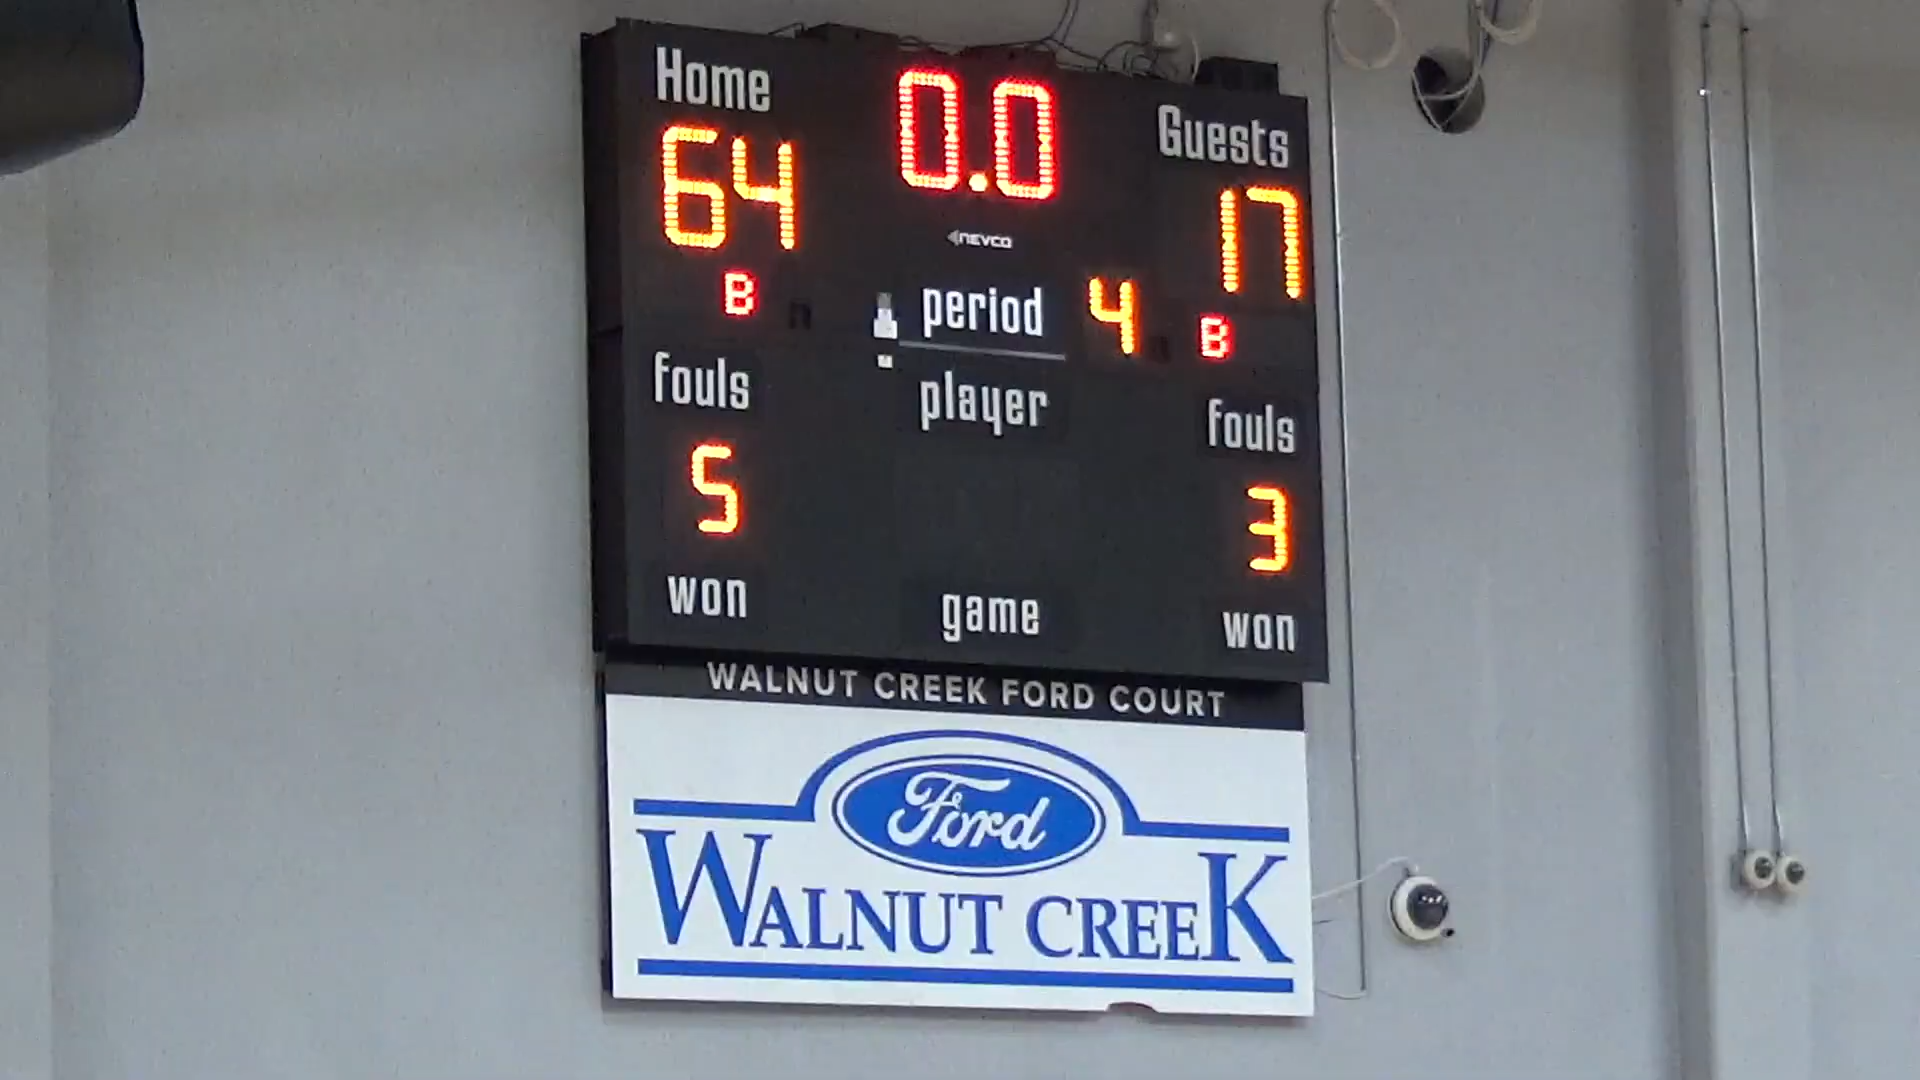 Home
0.0
Guests
64
17
NEVCO
B
period
4
B
fouls
player
fouls
5
3
won
game
won
WALNUT CREEK FORD COURT
Ford
WALNUT CREEK